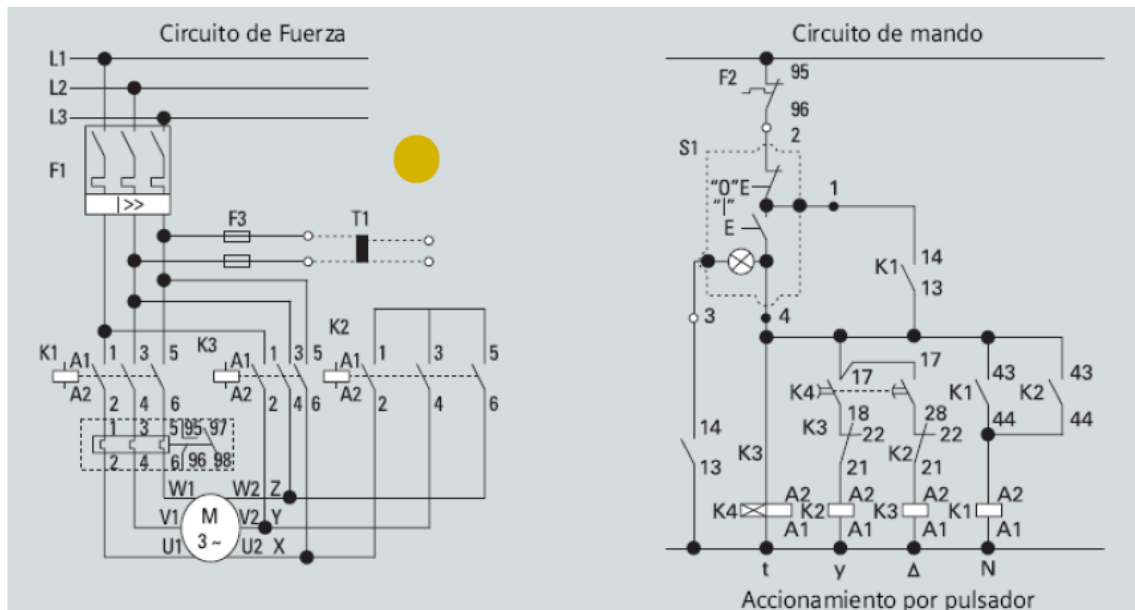 Circuito de Fuerza
L1
L2
L3
F1
|>>
F3
T1
K1 A1 1 3 5
A2 2 4 6
K3 A1 1 3 5
A2 2 4 6
K2 A1 1 3 5
A2 2 4 6
1 3 5 95 97
2 4 6 96 98
W1 W2 Z
V1 M V2 Y
3 ~
U1 U2 X
Circuito de mando
F2 95
96
2
S1
"0" E
1
"I"
E
K1 14
13
3
4
17 17
K4 K1 43 K2 43
18 28 44 44
K3 22 K2 22
21 21
14
13
K3
K4 A2 K2 A2 K3 A2 K1 A2
A1 A1 A1 A1
t y Δ N
Accionamiento por pulsador